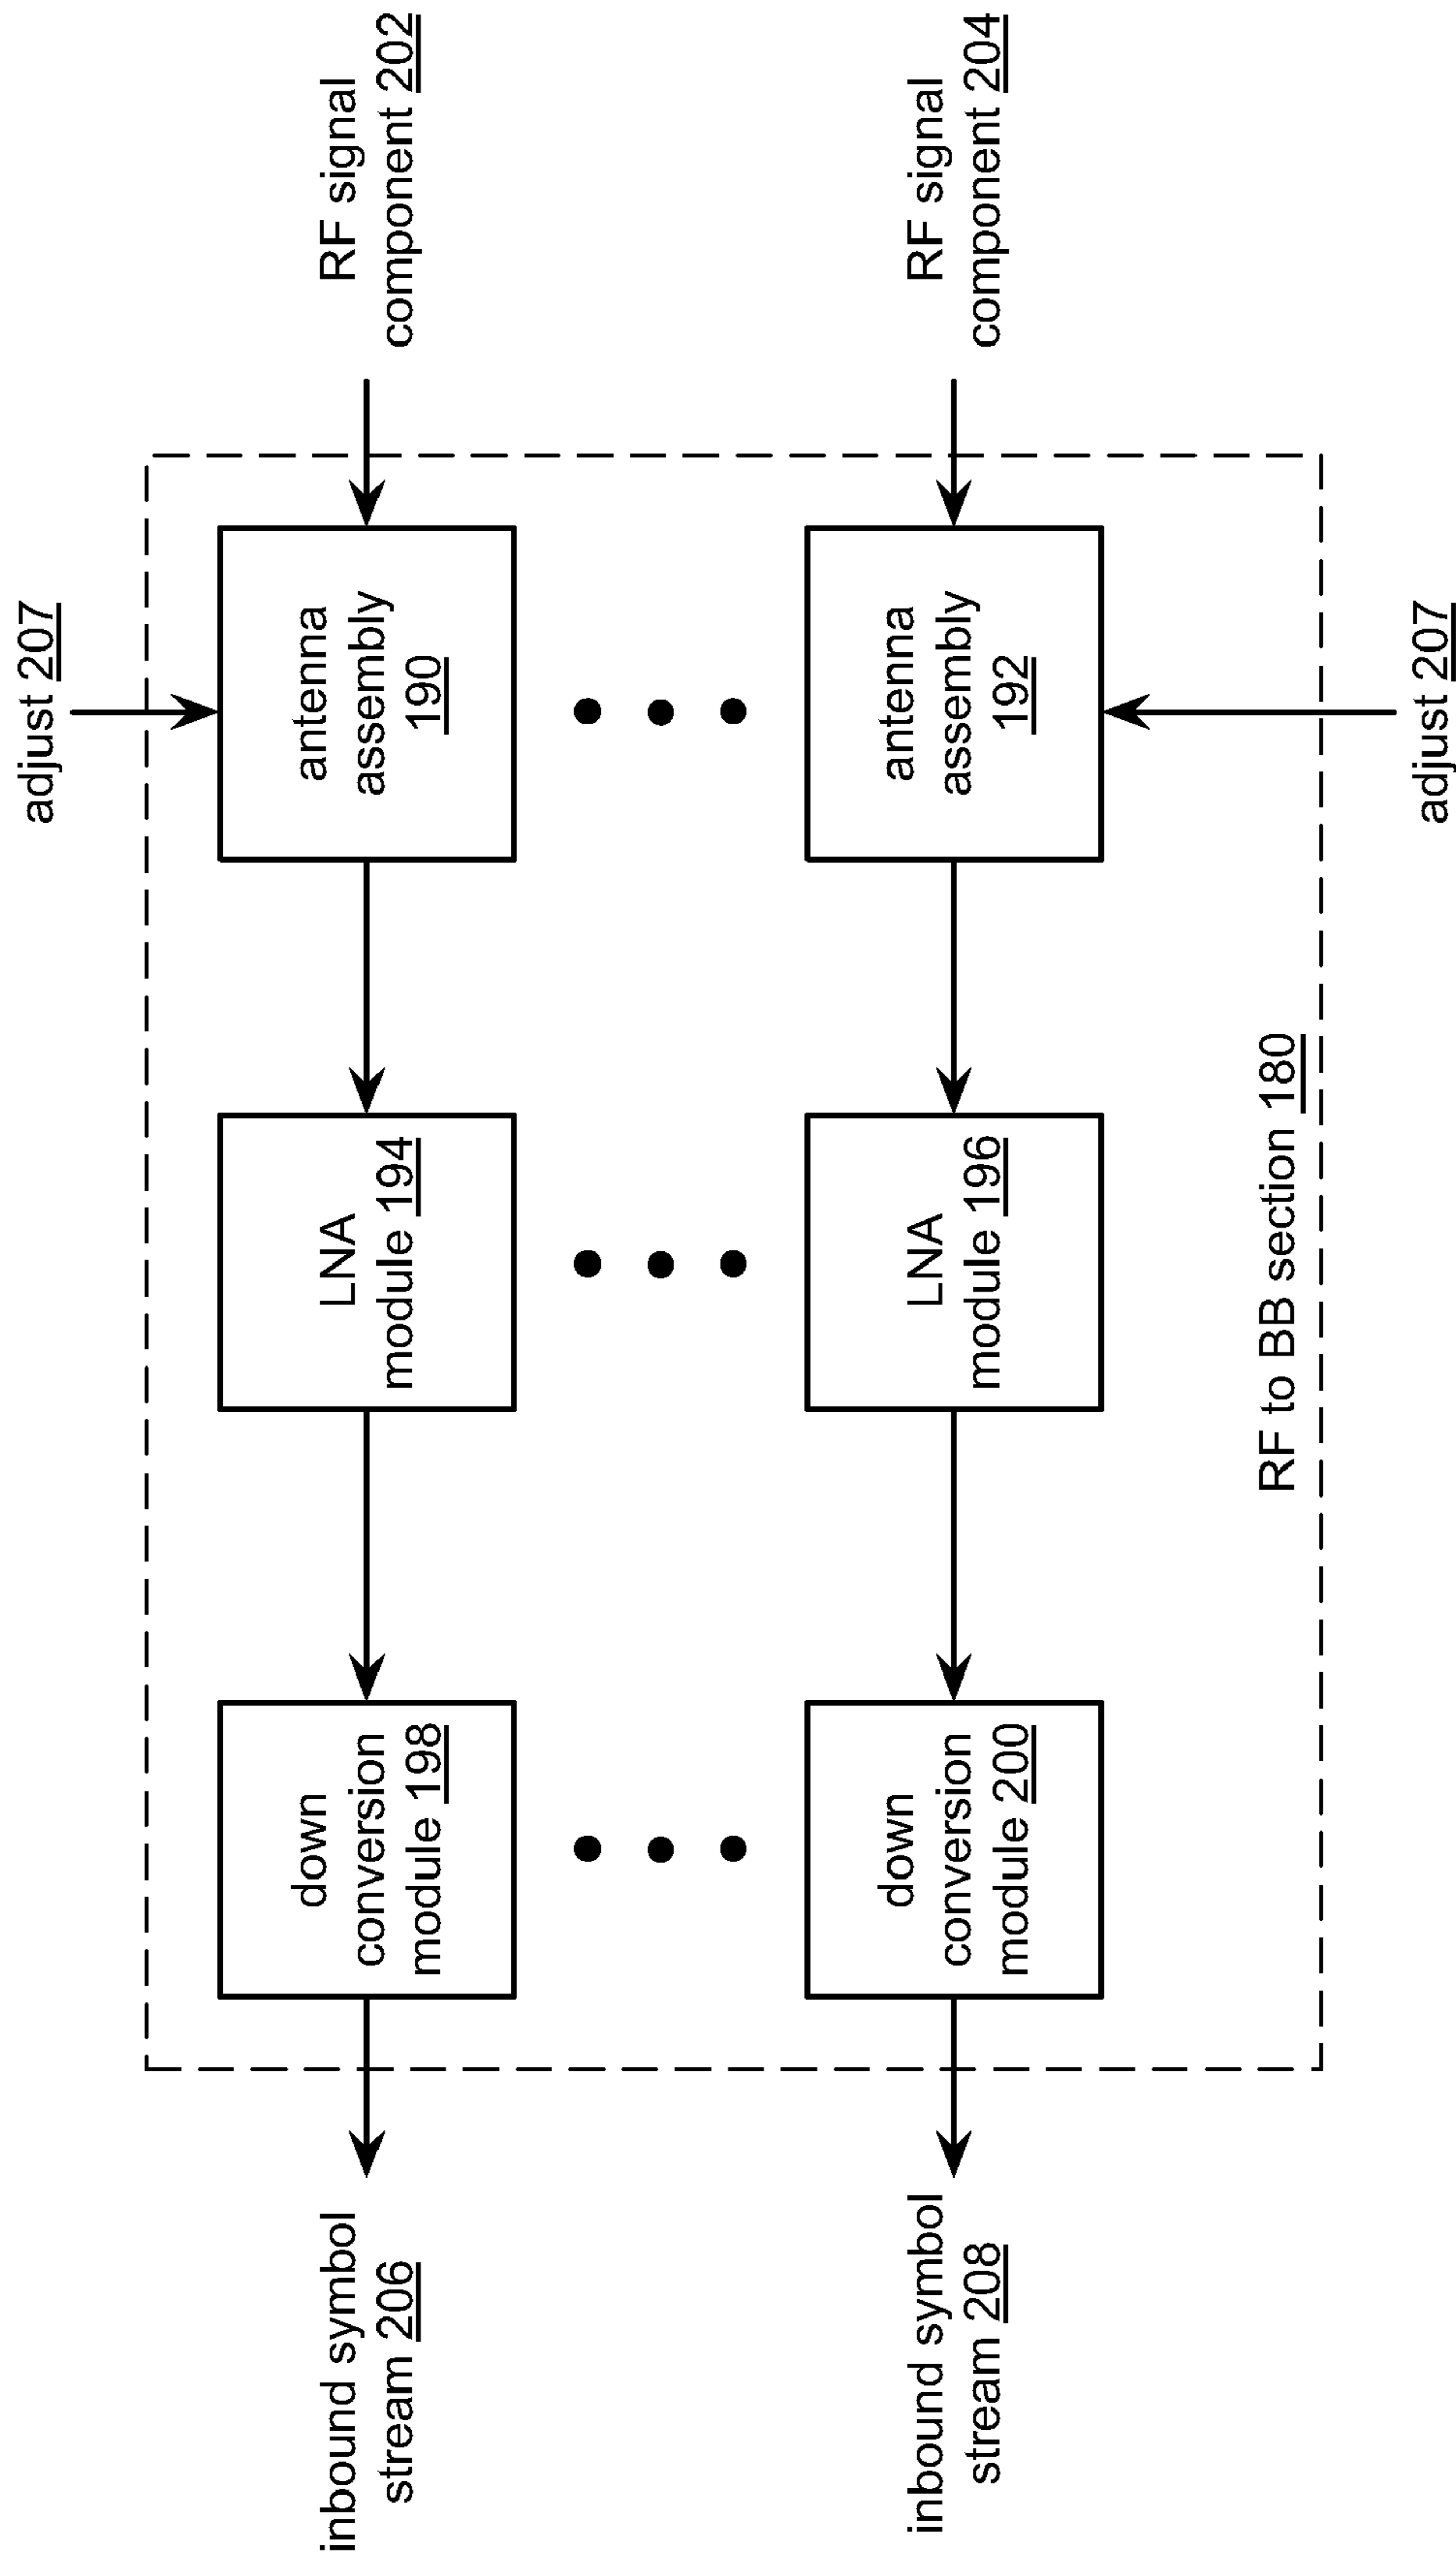 adjust 207
inbound symbol
stream 206
down
conversion
module 198
LNA
module 194
antenna
assembly
190
RF signal
component 202
inbound symbol
stream 208
down
conversion
module 200
LNA
module 196
antenna
assembly
192
RF signal
component 204
RF to BB section 180
adjust 207